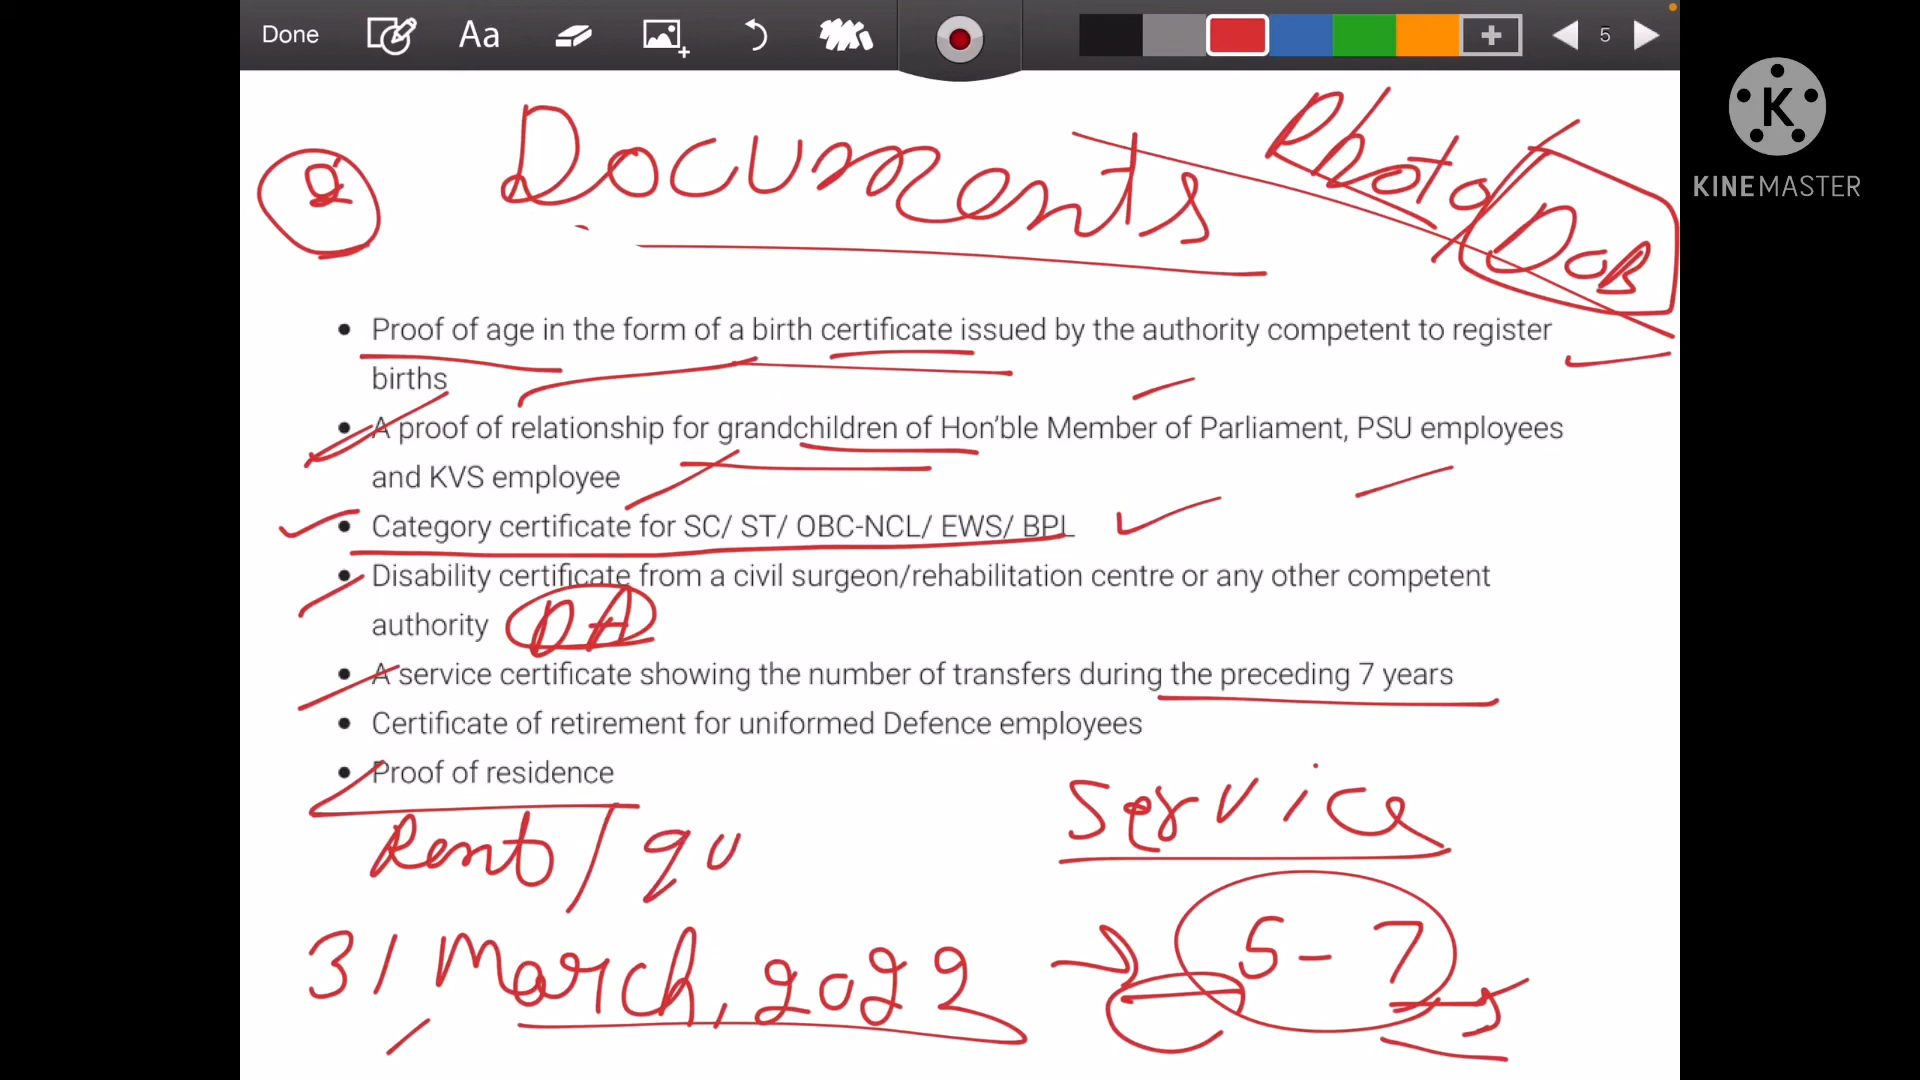 Done
Aa
5
K
KINEMASTER
Documents
Photo/
DOB
• Proof of age in the form of a birth certificate issued by the authority competent to register
births
• A proof of relationship for grandchildren of Hon'ble Member of Parliament, PSU employees
and KVS employee
• Category certificate for SC/ ST/ OBC-NCL/ EWS/ BPL
• Disability certificate from a civil surgeon/rehabilitation centre or any other competent
authority DA
• A service certificate showing the number of transfers during the preceding 7 years
• Certificate of retirement for uniformed Defence employees
• Proof of residence
Service
Rent/ qu
31 March, 2022
5-7